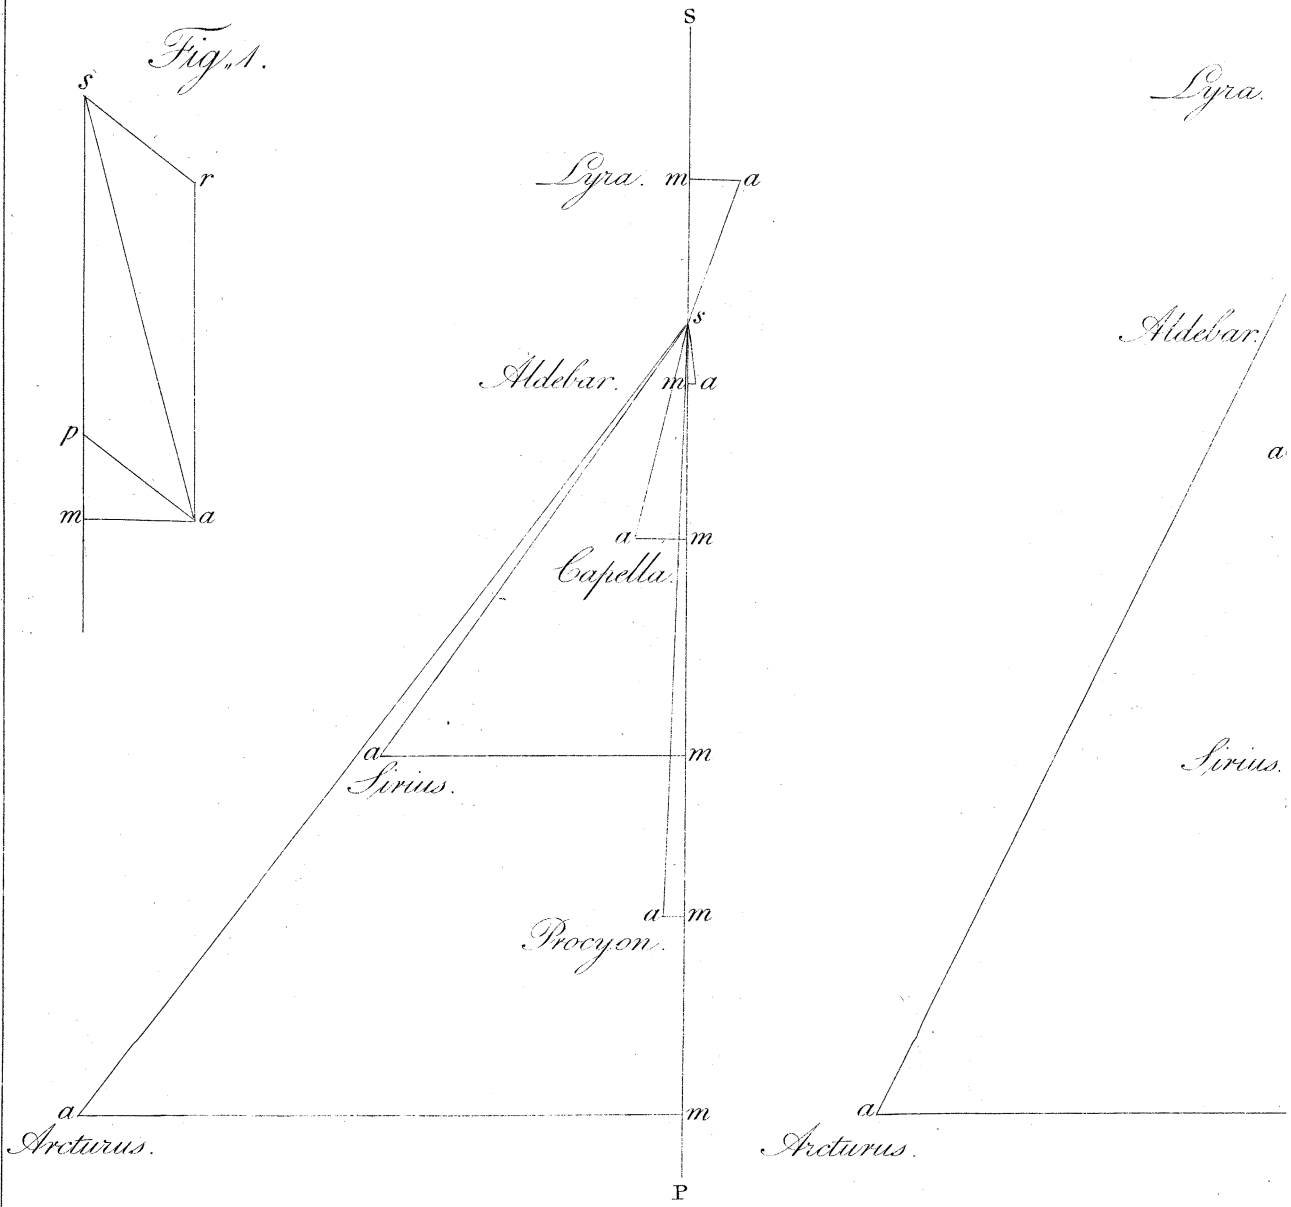 Fig. 1.
s
r
p
m
a
S
Lyra. m a
s
Aldebar. m a
a m
Capella.
a m
Sirius.
a m
Procyon.
a m
Arcturus.
P
Lyra.
Aldebar.
a
Sirius.
a
Arcturus.